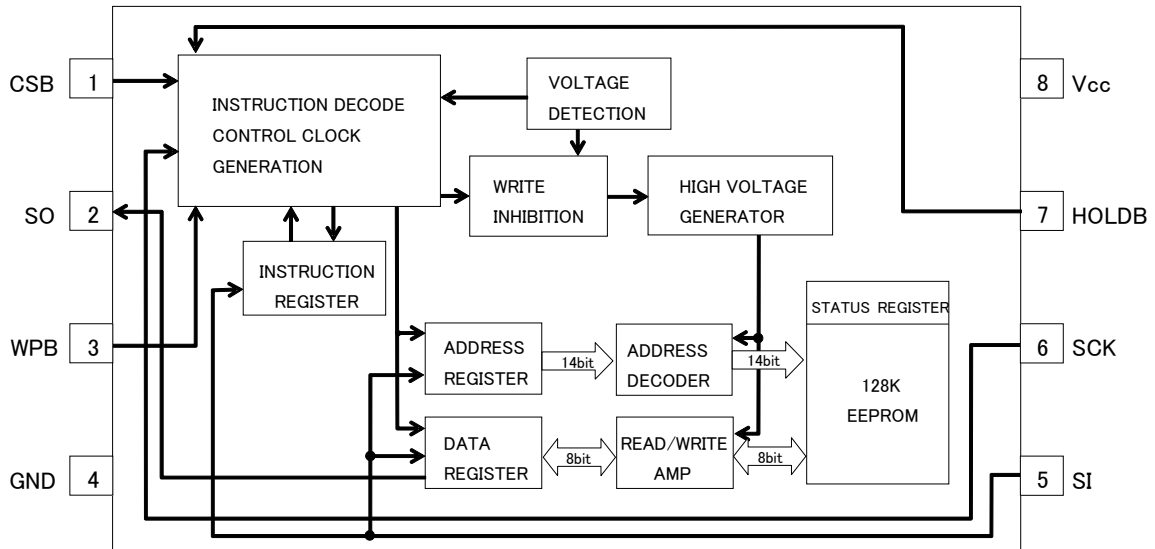 CSB
1
SO
2
WPB
3
GND
4
INSTRUCTION DECODE
CONTROL CLOCK
GENERATION
VOLTAGE
DETECTION
WRITE
INHIBITION
HIGH VOLTAGE
GENERATOR
INSTRUCTION
REGISTER
ADDRESS
REGISTER
14bit
ADDRESS
DECODER
14bit
STATUS REGISTER
128K
EEPROM
DATA
REGISTER
8bit
READ/WRITE
AMP
8bit
8
Vcc
7
HOLDB
6
SCK
5
SI